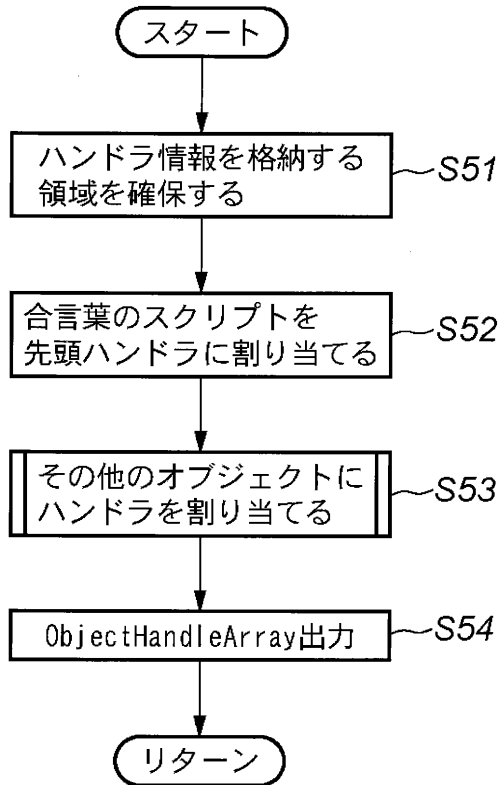 スタート
ハンドラ情報を格納する
領域を確保する
S51
合言葉のスクリプトを
先頭ハンドラに割り当てる
S52
その他のオブジェクトに
ハンドラを割り当てる
S53
ObjectHandleArray出力
S54
リターン